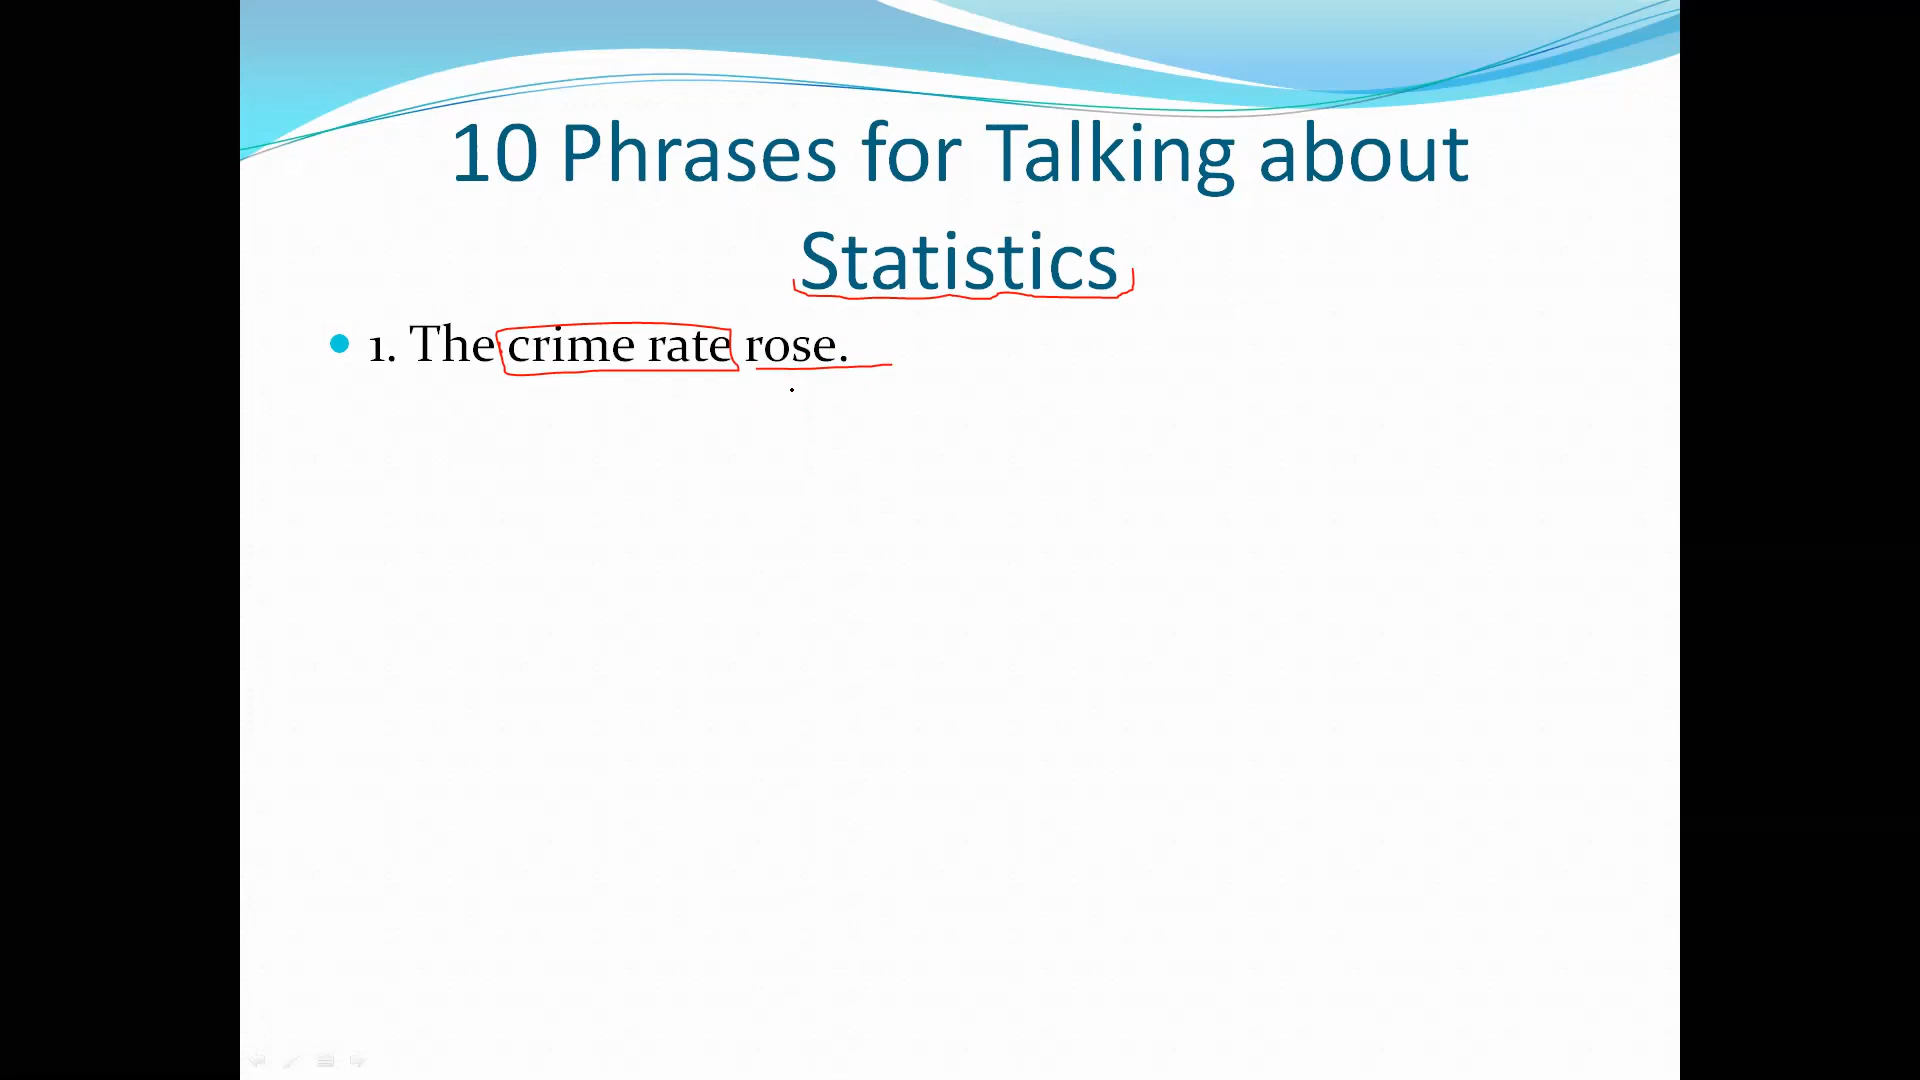 10 Phrases for Talking about
Statistics
1. The crime rate rose.